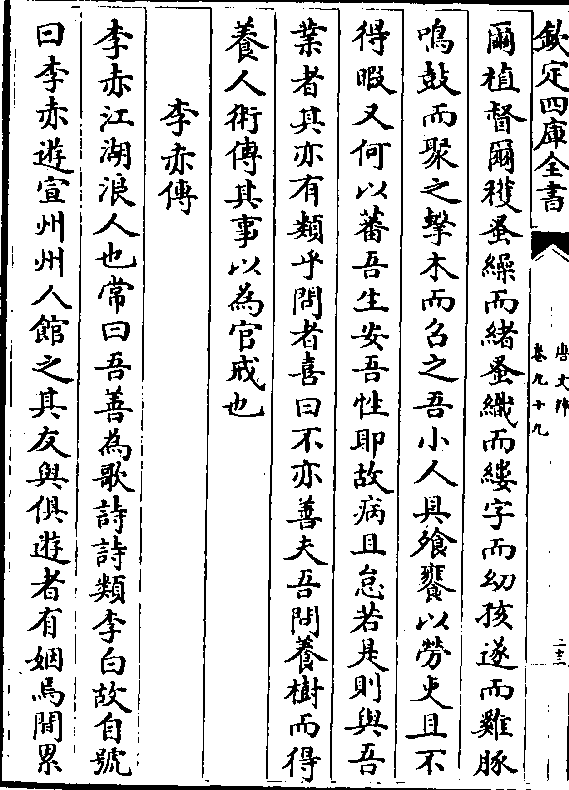 欽定四庫全書
唐文粹
卷九十九
二十三
爾植督爾穫蚤繰而緒蚤織而縷字而幼孩遂而雞豚
鳴鼓而聚之擊木而召之吾小人具飧饔以勞吏且不
得暇又何以蕃吾生安吾性耶故病且怠若是則與吾
業者其亦有類乎問者喜曰不亦善夫吾問養樹而得
養人術傳其事以為官戒也
李赤傳
李赤江湖浪人也常曰吾善為歌詩詩類李白故自號
曰李赤遊宣州州人館之其友與俱遊者有姻焉間累